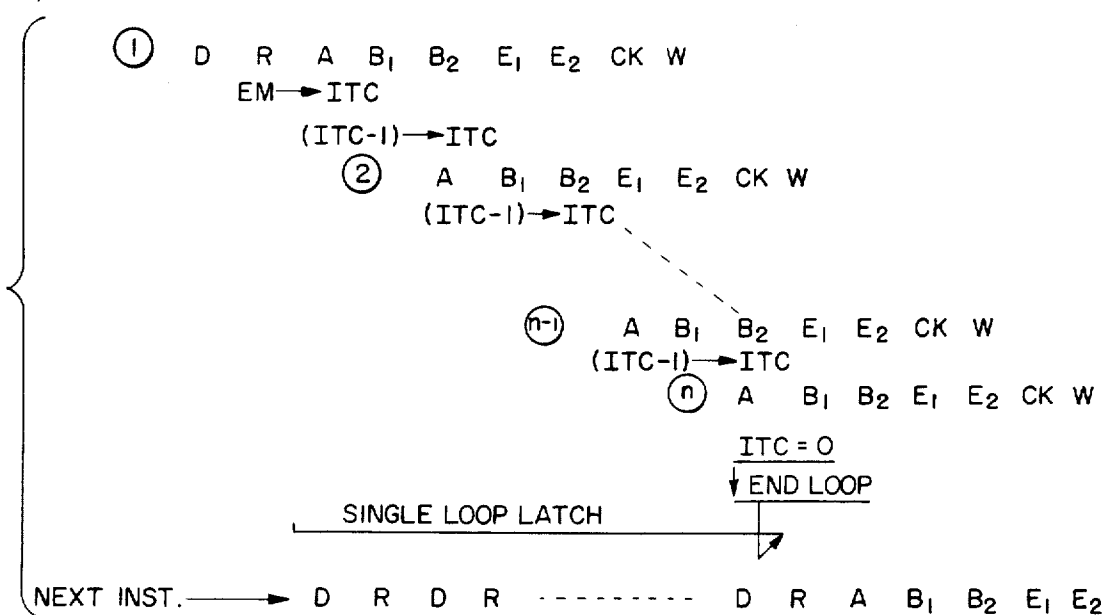 ① D R A B₁ B₂ E₁ E₂ CK W
EM→ITC
(ITC-1)→ITC
② A B₁ B₂ E₁ E₂ CK W
(ITC-1)→ITC
n-1 A B₁ B₂ E₁ E₂ CK W
(ITC-1)→ITC
n A B₁ B₂ E₁ E₂ CK W
ITC = 0
END LOOP
SINGLE LOOP LATCH
NEXT INST. → D R D R --------- D R A B₁ B₂ E₁ E₂